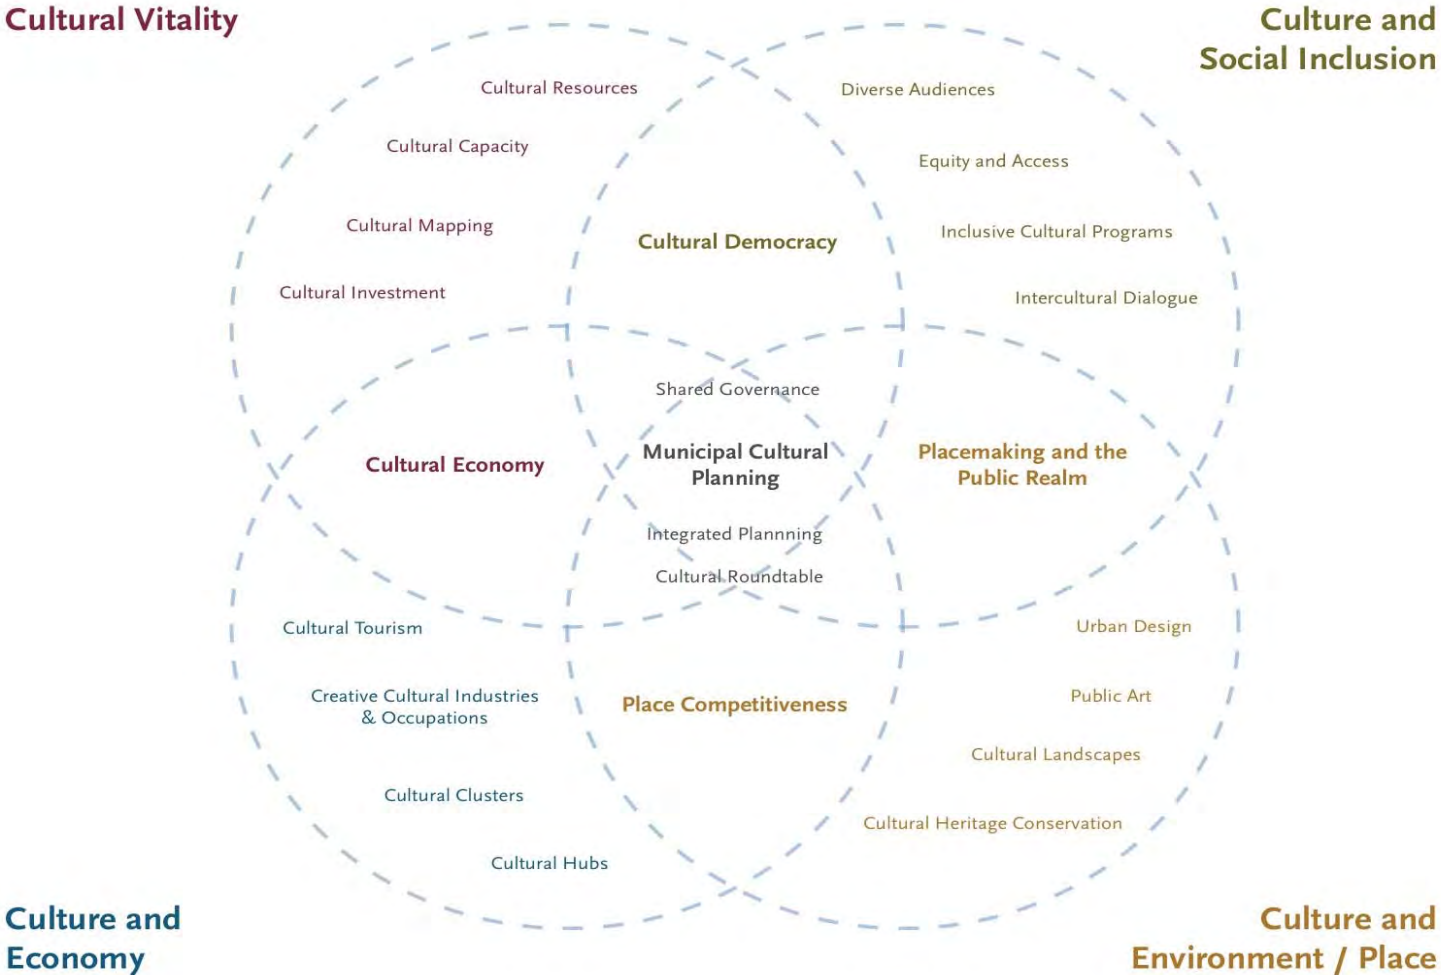 Cultural Vitality
Culture and
Social Inclusion
Cultural Resources
Diverse Audiences
Cultural Capacity
Equity and Access
Cultural Mapping
Inclusive Cultural Programs
Cultural Democracy
Cultural Investment
Intercultural Dialogue
Shared Governance
Cultural Economy
Municipal Cultural
Planning
Placemaking and the
Public Realm
Integrated Plannning
Cultural Roundtable
Cultural Tourism
Urban Design
Creative Cultural Industries
& Occupations
Public Art
Place Competitiveness
Cultural Landscapes
Cultural Clusters
Cultural Heritage Conservation
Cultural Hubs
Culture and
Economy
Culture and
Environment / Place